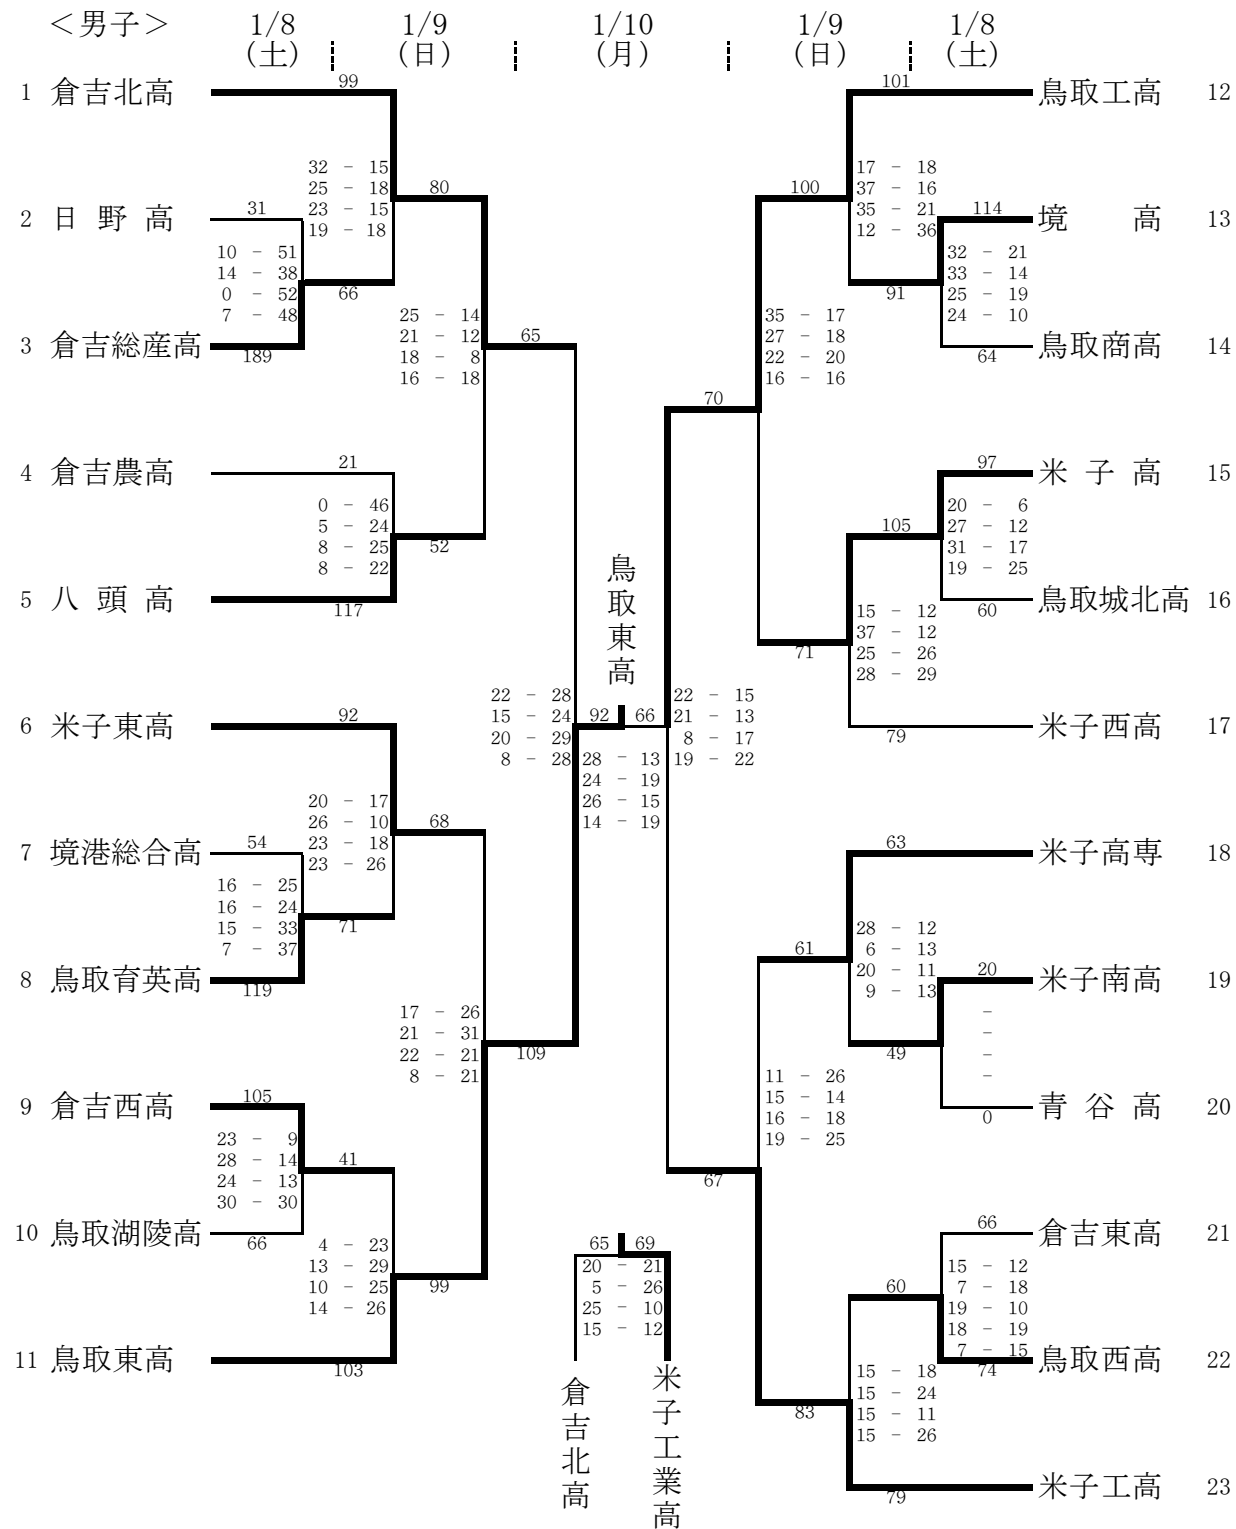 ＜男子＞
1/8
（土）
1/9
（日）
1/10
（月）
1/9
（日）
1/8
（土）
1 倉吉北高
99
32 - 15
25 - 18
23 - 15
19 - 18
80
2 日野高
31
10 - 51
14 - 38
0 - 52
7 - 48
66
3 倉吉総産高
189
25 - 14
21 - 12
18 - 8
16 - 18
65
4 倉吉農高
21
0 - 46
5 - 24
8 - 25
8 - 22
52
5 八頭高
117
6 米子東高
92
20 - 17
26 - 10
23 - 18
23 - 26
68
7 境港総合高
54
16 - 25
16 - 24
15 - 33
7 - 37
71
8 鳥取育英高
119
17 - 26
21 - 31
22 - 21
8 - 21
109
9 倉吉西高
105
23 - 9
28 - 14
24 - 13
30 - 30
41
10 鳥取湖陵高
66
4 - 23
13 - 29
10 - 25
14 - 26
99
11 鳥取東高
103
22 - 28
15 - 24
20 - 29
8 - 28
鳥取東高
92 66
28 - 13
24 - 19
26 - 15
14 - 19
22 - 15
21 - 13
8 - 17
19 - 22
65 69
20 - 21
5 - 26
25 - 10
15 - 12
倉吉北高
米子工業高
101
鳥取工高 12
17 - 18
37 - 16
35 - 21
12 - 36
100
114
境高 13
32 - 21
33 - 14
25 - 19
24 - 10
91
64
鳥取商高 14
35 - 17
27 - 18
22 - 20
16 - 16
70
97
米子高 15
20 - 6
27 - 12
31 - 17
19 - 25
105
60
鳥取城北高 16
15 - 12
37 - 12
25 - 26
28 - 29
71
79
米子西高 17
63
米子高専 18
28 - 12
6 - 13
20 - 11
9 - 13
61
20
米子南高 19
-
-
-
-
49
0
青谷高 20
11 - 26
15 - 14
16 - 18
19 - 25
67
66
倉吉東高 21
15 - 12
7 - 18
19 - 10
18 - 19
7 - 15
60
74
鳥取西高 22
15 - 18
15 - 24
15 - 11
15 - 26
83
79
米子工高 23